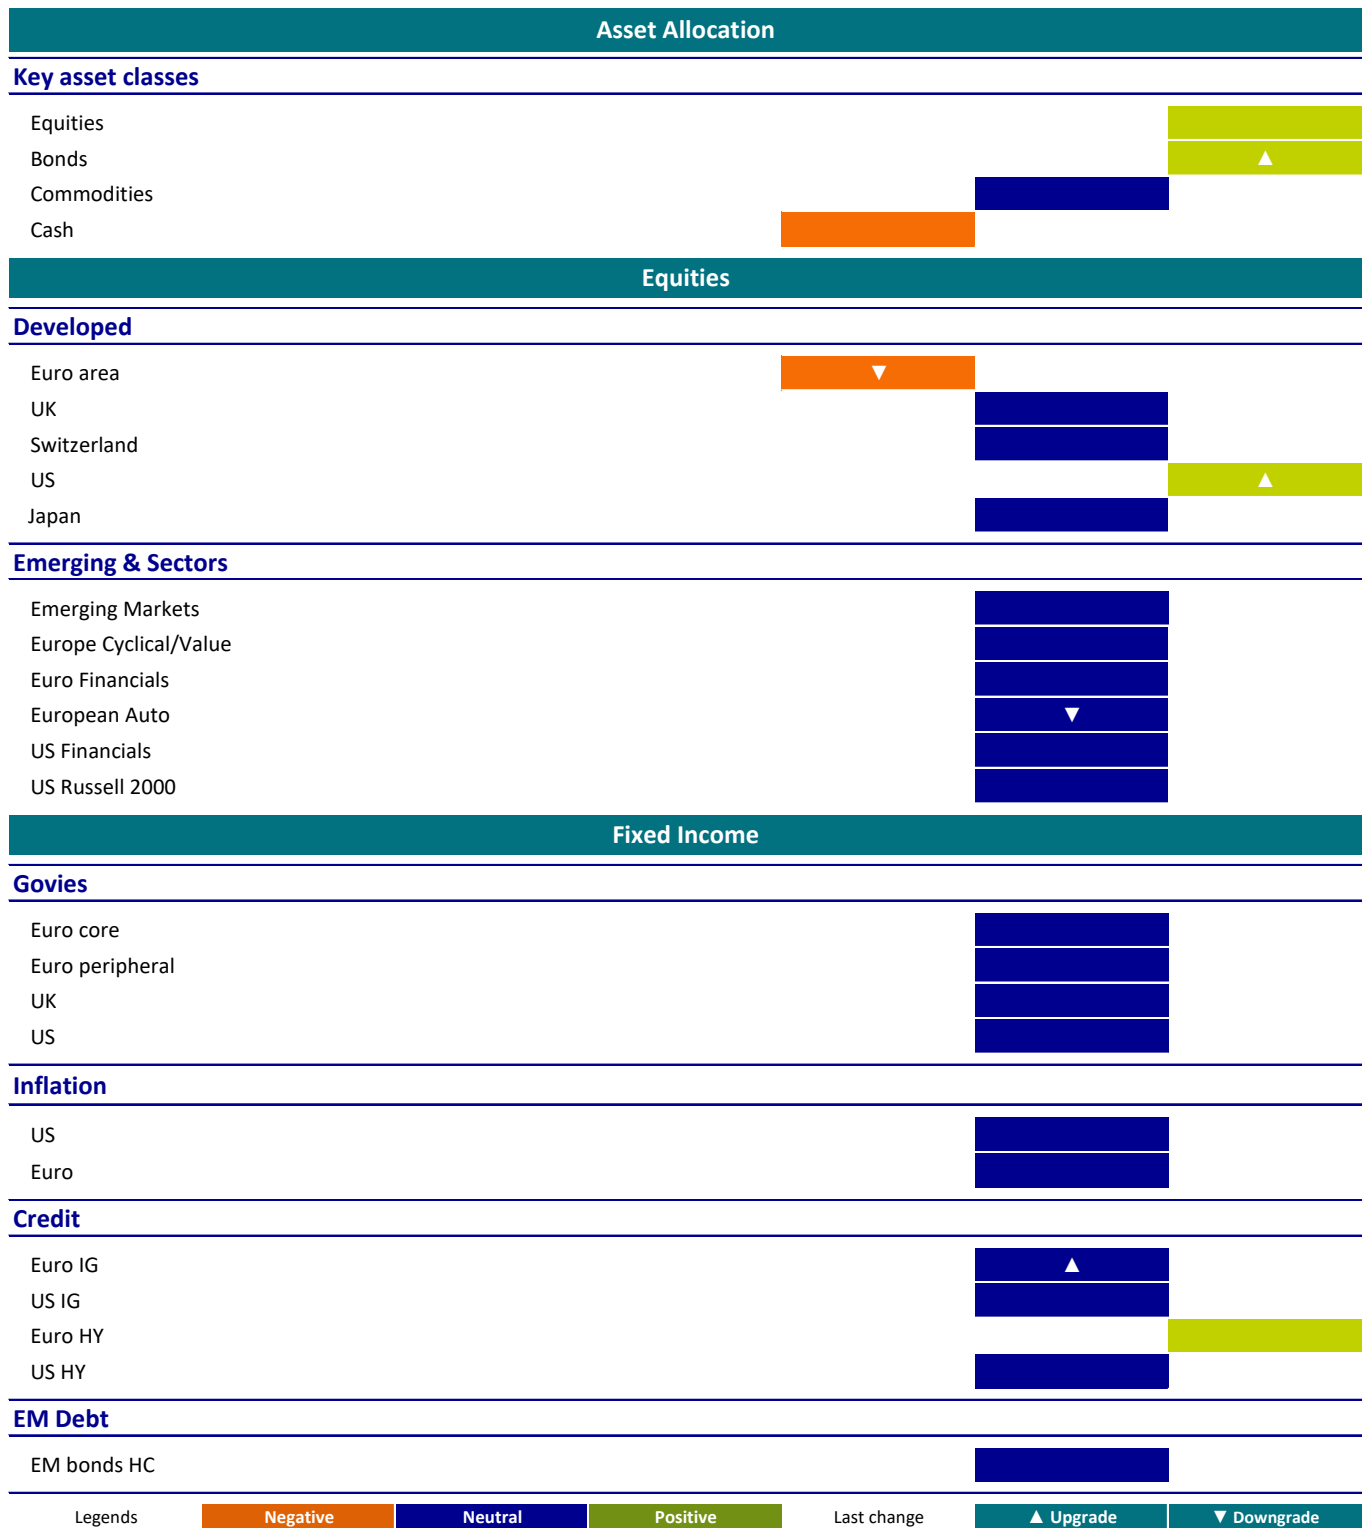 Asset Allocation
Key asset classes
Equities
Bonds ▲
Commodities
Cash
Equities
Developed
Euro area ▼
UK
Switzerland
US ▲
Japan
Emerging & Sectors
Emerging Markets
Europe Cyclical/Value
Euro Financials
European Auto ▼
US Financials
US Russell 2000
Fixed Income
Govies
Euro core
Euro peripheral
UK
US
Inflation
US
Euro
Credit
Euro IG ▲
US IG
Euro HY
US HY
EM Debt
EM bonds HC
Legends Negative Neutral Positive Last change ▲ Upgrade ▼ Downgrade